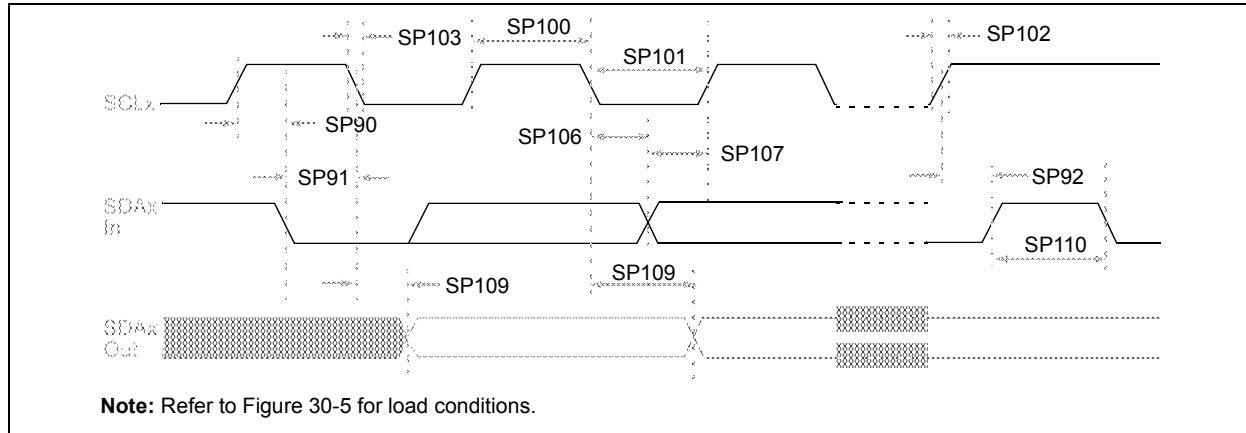 SP103
SP100
SP101
SP102
SCLx
SP90
SP106
SP107
SP91
SP92
SDAx
In
SP110
SP109
SP109
SDAx
Out
Note: Refer to Figure 30-5 for load conditions.